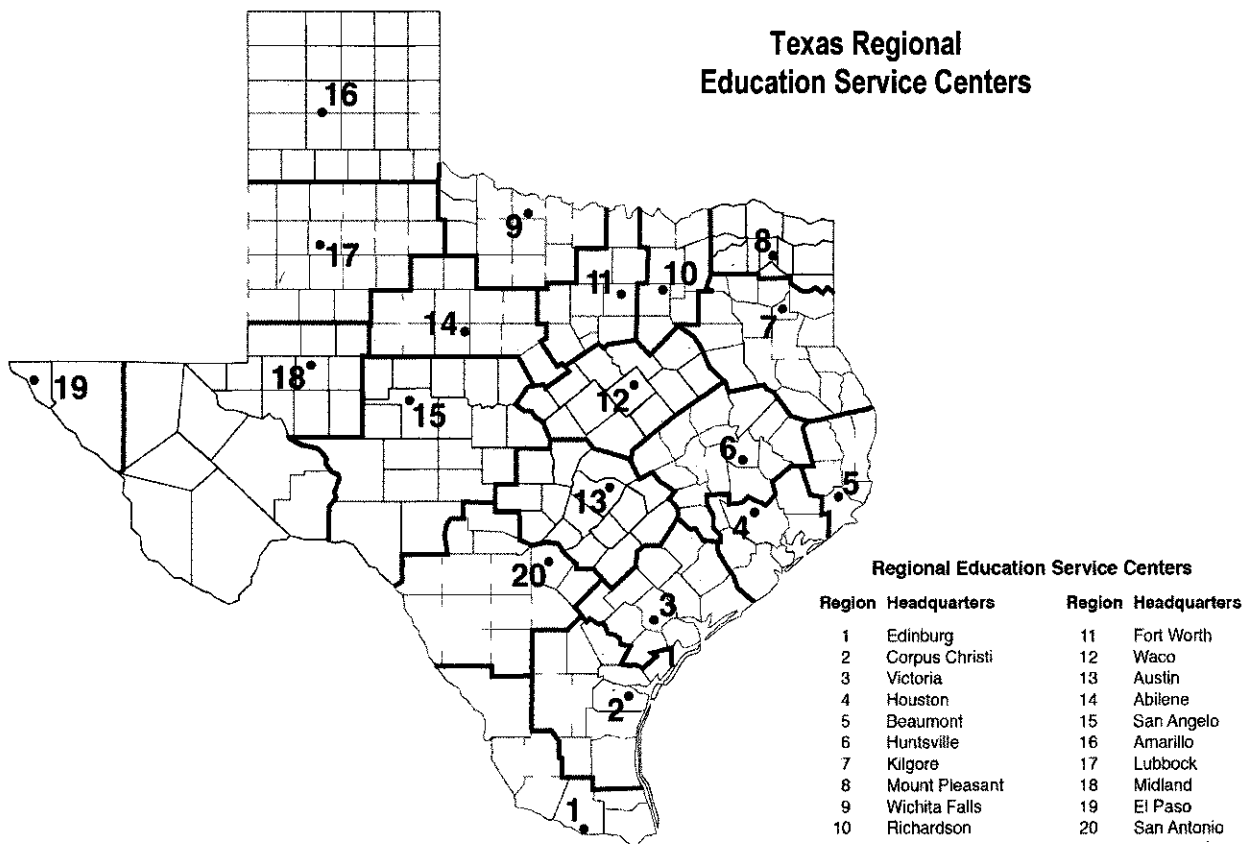 Texas Regional
Education Service Centers
16
9
8
17
10
11
7
14
18
19
12
15
6
5
13
4
20
3
2
1
Regional Education Service Centers
Region Headquarters Region Headquarters
1 Edinburg 11 Fort Worth
2 Corpus Christi 12 Waco
3 Victoria 13 Austin
4 Houston 14 Abilene
5 Beaumont 15 San Angelo
6 Huntsville 16 Amarillo
7 Kilgore 17 Lubbock
8 Mount Pleasant 18 Midland
9 Wichita Falls 19 El Paso
10 Richardson 20 San Antonio